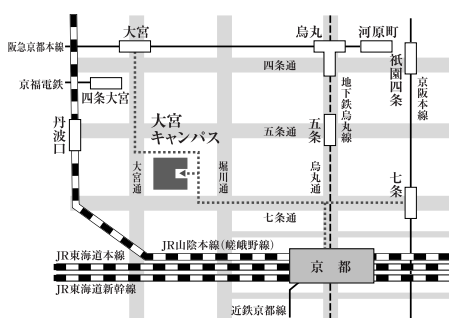 大宮
烏丸
河原町
阪急京都本線
四条通
祇園四条
京福電鉄
四条大宮
地下鉄烏丸線
京阪本線
大宮
キャンパス
五条
五条通
丹波口
大宮通
堀川通
烏丸通
七条
七条通
JR山陰本線(嵯峨野線)
JR東海道本線
京都
JR東海道新幹線
近鉄京都線